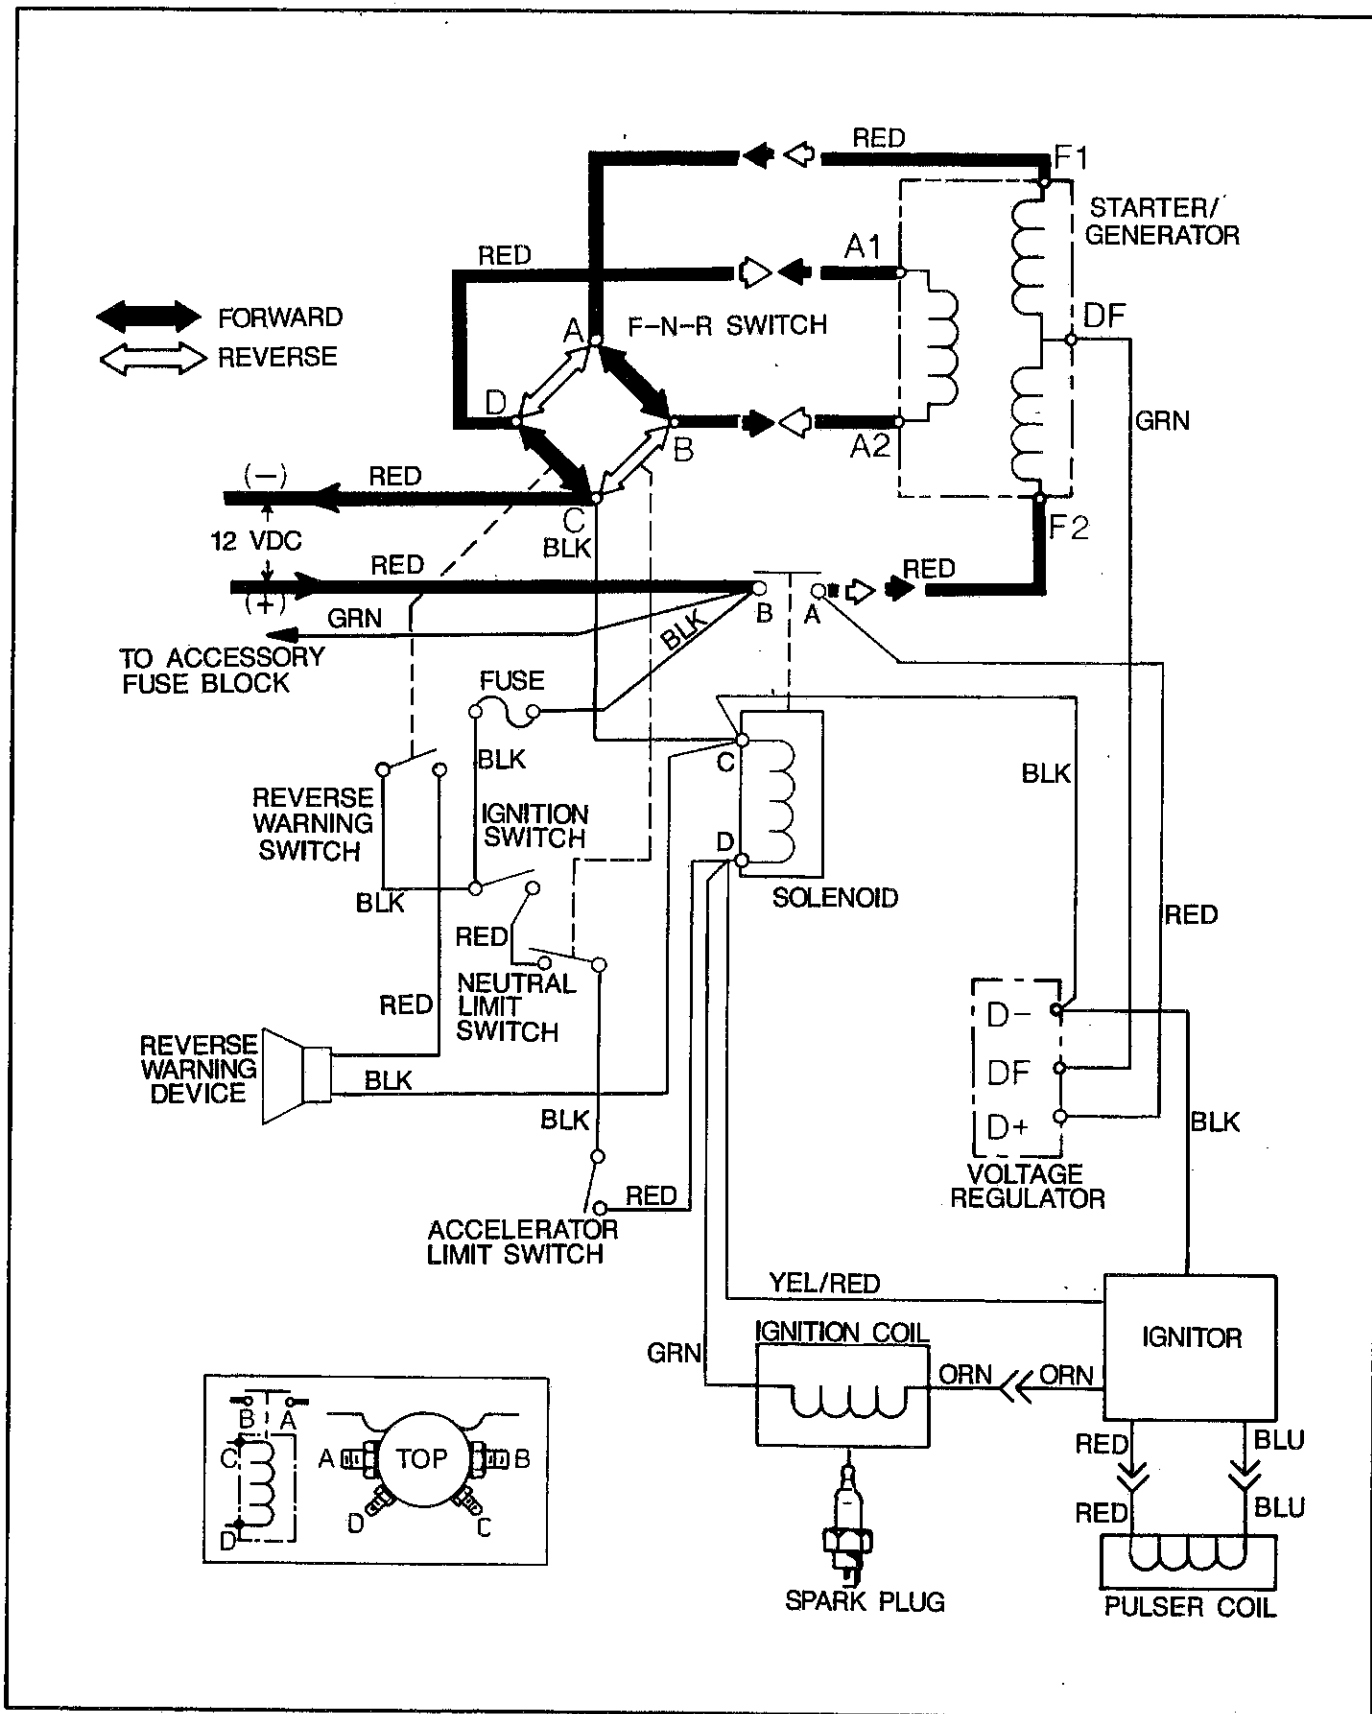 RED
F1
STARTER/
GENERATOR
RED
A1
FORWARD
A
F-N-R SWITCH
DF
REVERSE
D
B
A2
GRN
(-)
RED
C
F2
12 VDC
BLK
RED
RED
(+)
GRN
BLK
B
A
TO ACCESSORY
FUSE BLOCK
FUSE
BLK
C
BLK
REVERSE
WARNING
SWITCH
IGNITION
SWITCH
D
SOLENOID
BLK
RED
RED
NEUTRAL
LIMIT
SWITCH
RED
D-
REVERSE
WARNING
DEVICE
BLK
DF
BLK
D+
BLK
VOLTAGE
REGULATOR
RED
ACCELERATOR
LIMIT SWITCH
YEL/RED
IGNITION COIL
IGNITOR
GRN
ORN
ORN
B
A
C
D
A
TOP
B
D
C
RED
BLU
RED
BLU
SPARK PLUG
PULSER COIL